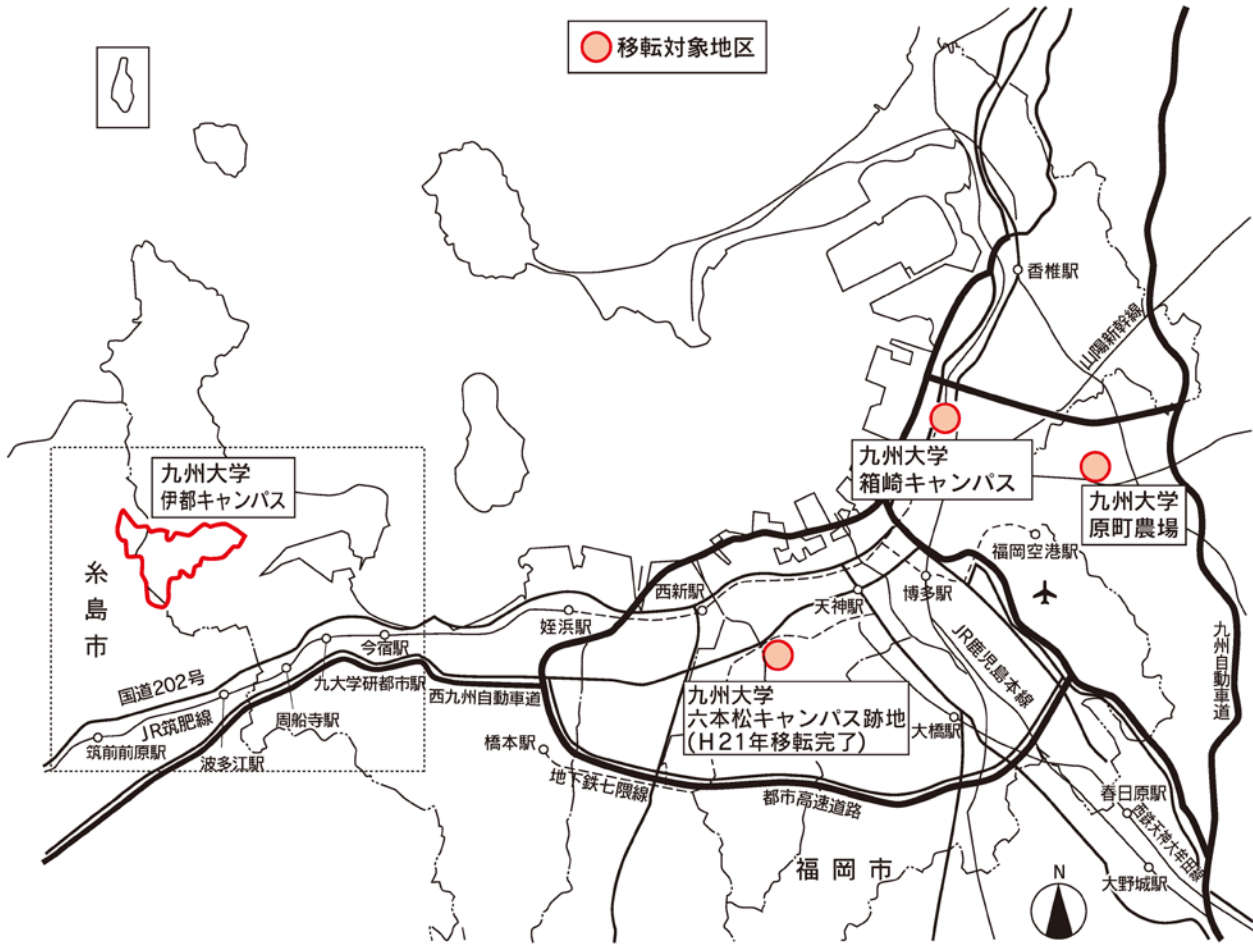 移転対象地区
香椎駅
山陽新幹線
九州大学
伊都キャンパス
九州大学
箱崎キャンパス
九州大学
原町農場
福岡空港駅
糸島市
西新駅
天神駅
博多駅
姪浜駅
今宿駅
JR鹿児島本線
九州自動車道
国道202号
九大学研都市駅
西九州自動車道
九州大学
六本松キャンパス跡地
(H21年移転完了)
JR筑肥線
周船寺駅
大橋駅
筑前前原駅
波多江駅
橋本駅
地下鉄七隈線
都市高速道路
春日原駅
西鉄天神大牟田線
福岡市
大野城駅
N